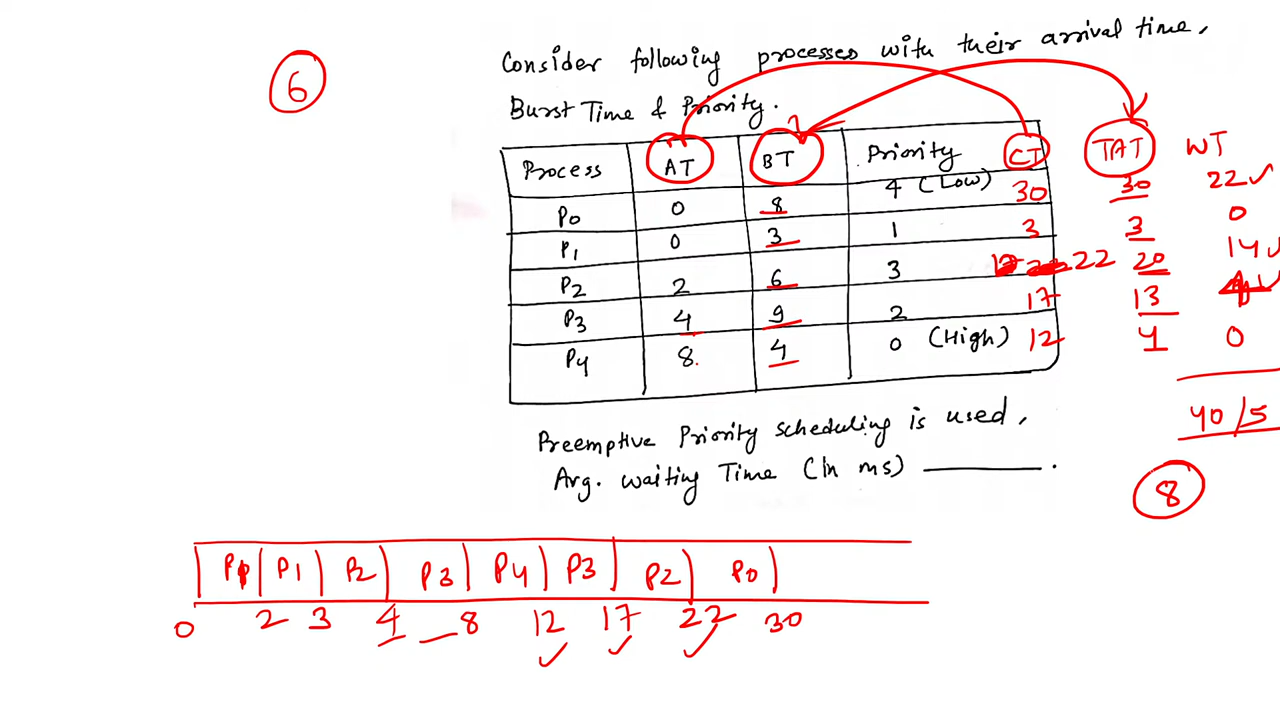 6
Consider following processes with their arrival time,
Burst Time & Priority.
Process AT BT Priority CT TAT WT
P0 0 8 4 (Low) 30 30 22
P1 0 3 1 3 3 0
P2 2 6 3 22 20 14
P3 4 9 2 17 13
P4 8 4 0 (High) 12 4 0
40/5
Preemptive Priority scheduling is used,
Avg. waiting Time (In ms) ______.
8
P1 P1 P2 P3 P4 P3 P2 P0
0 2 3 4 8 12 17 22 30